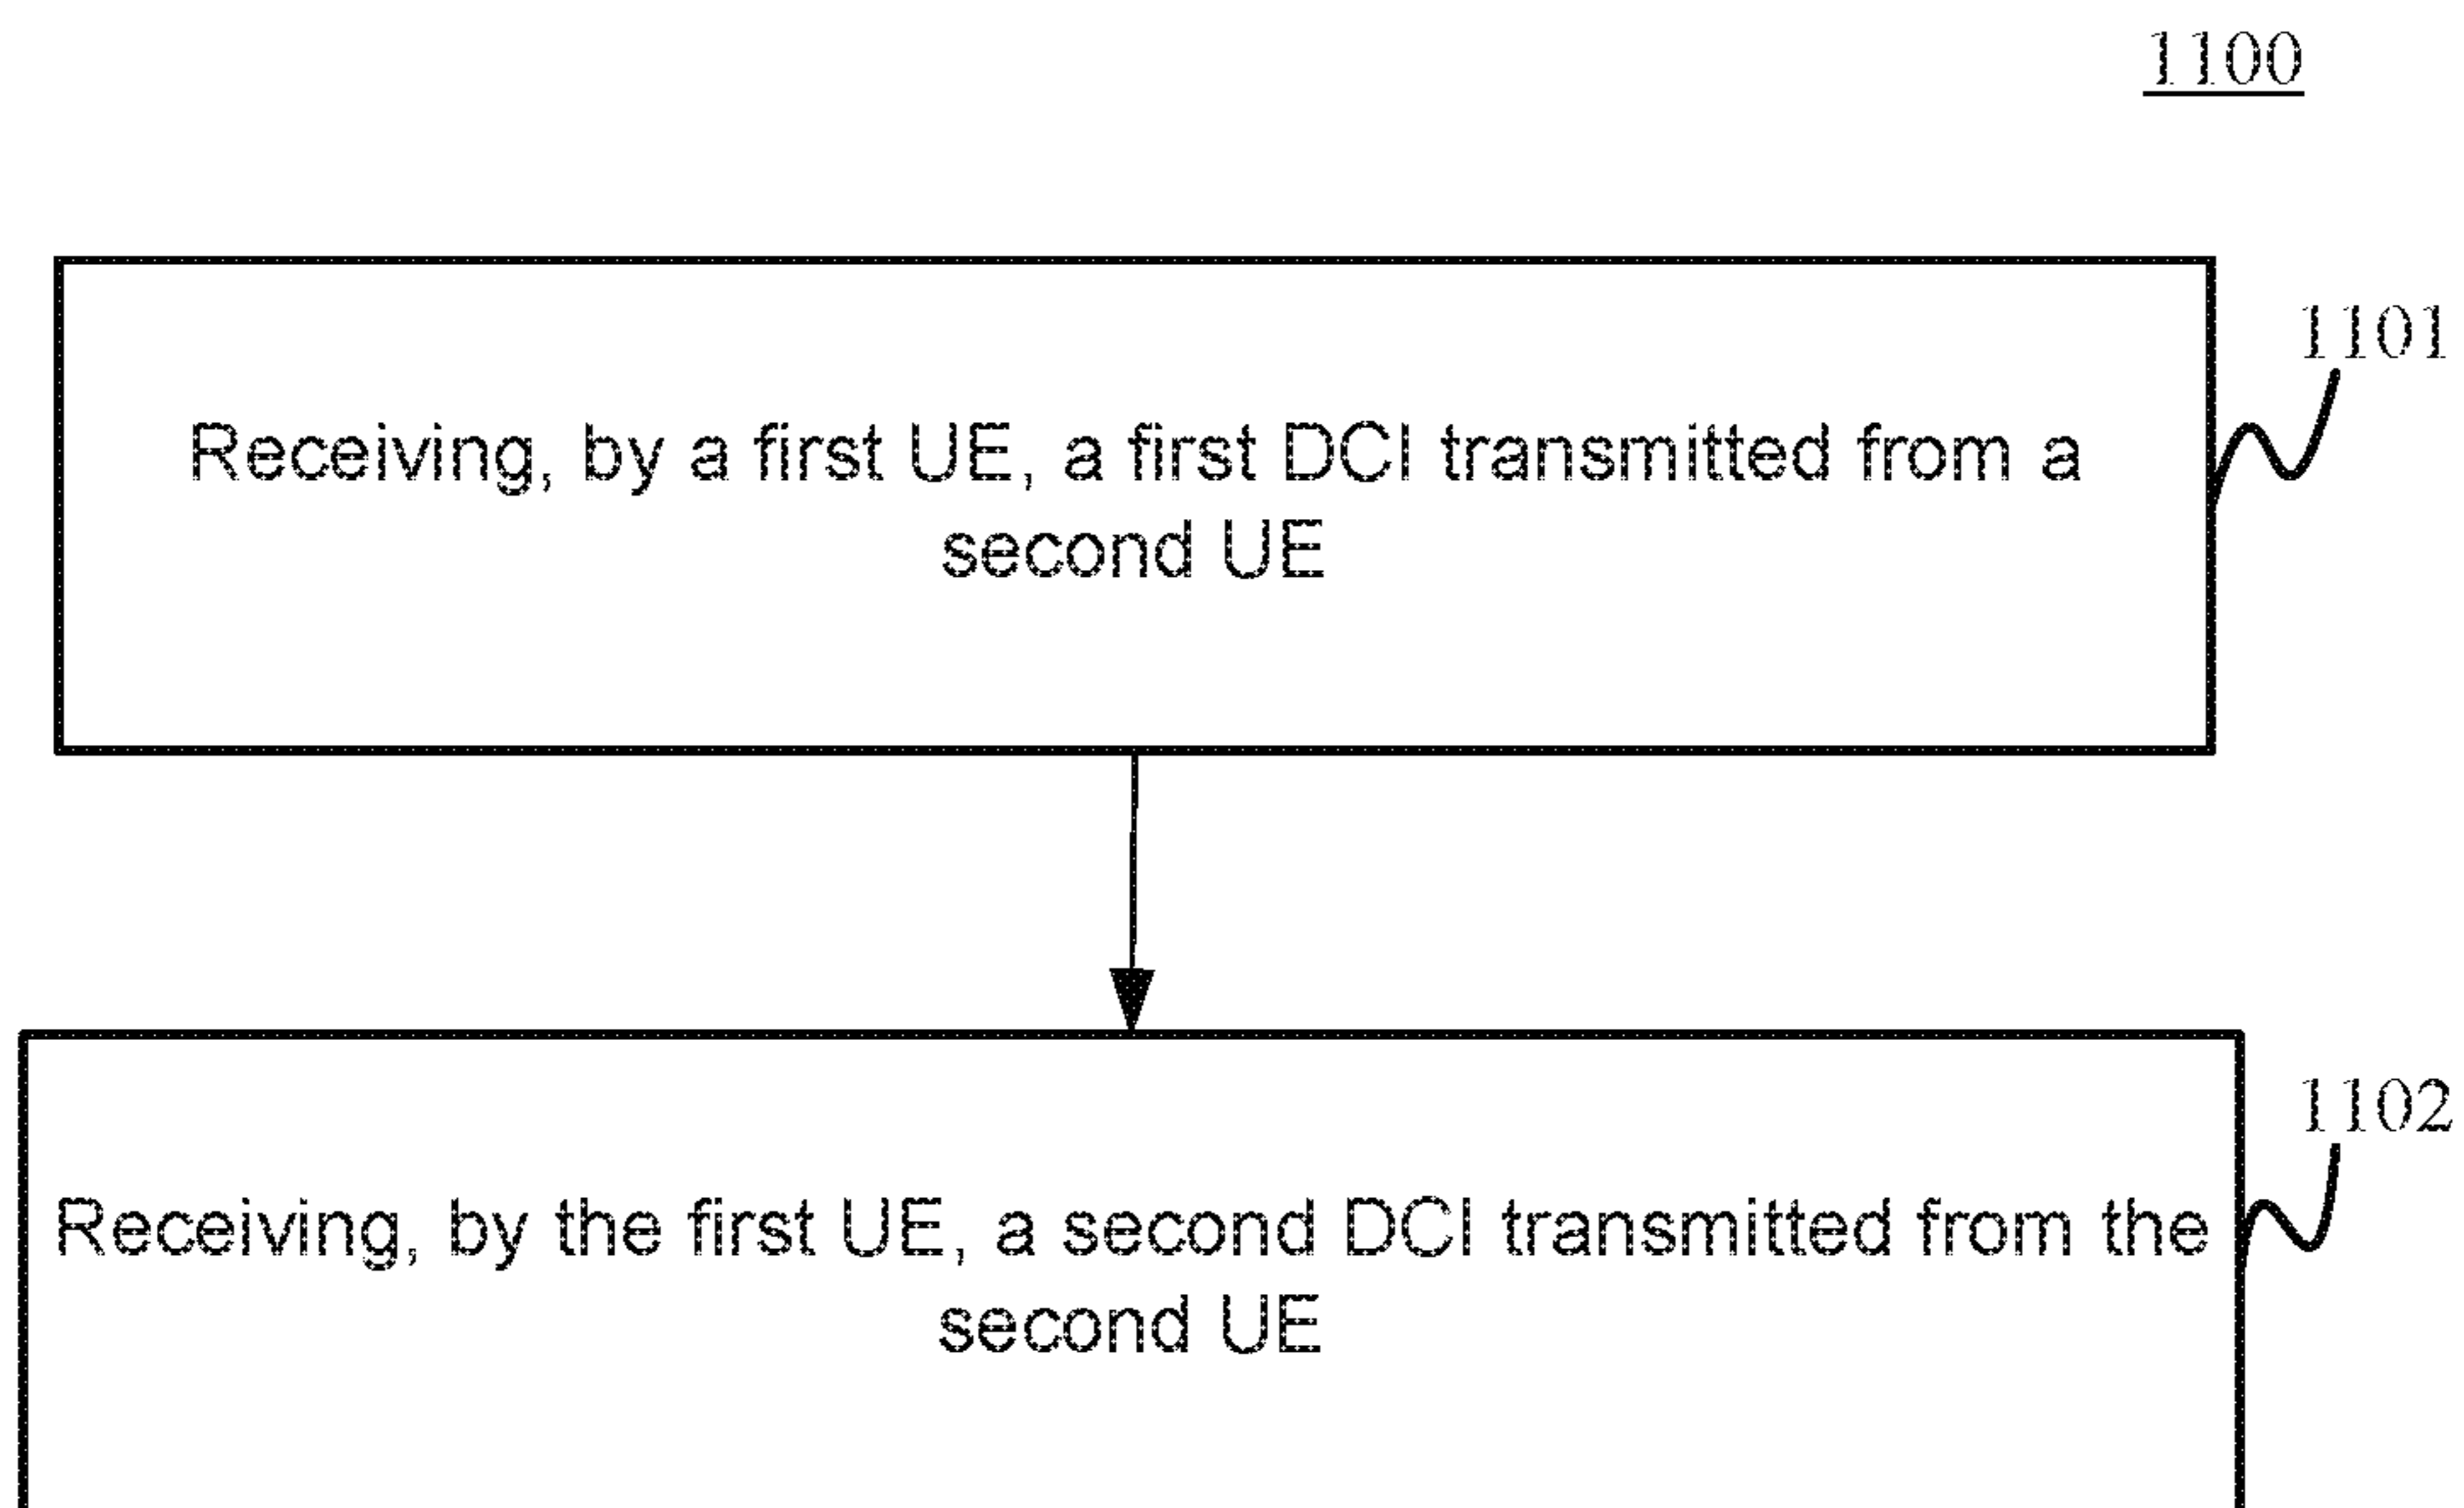 1100
1101
Receiving, by a first UE, a first DCI transmitted from a
second UE
1102
Receiving, by the first UE, a second DCI transmitted from the
second UE